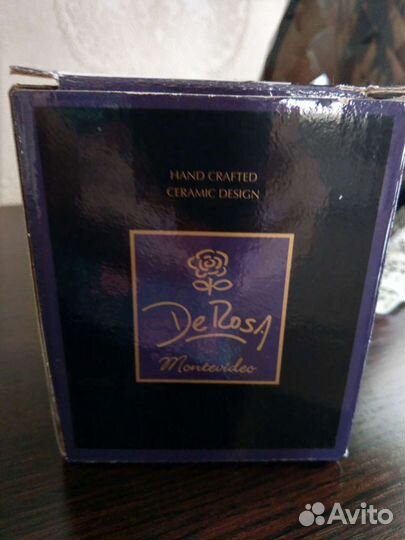 HAND CRAFTED
CERAMIC DESIGN
De Rosa
Montevideo
Avito